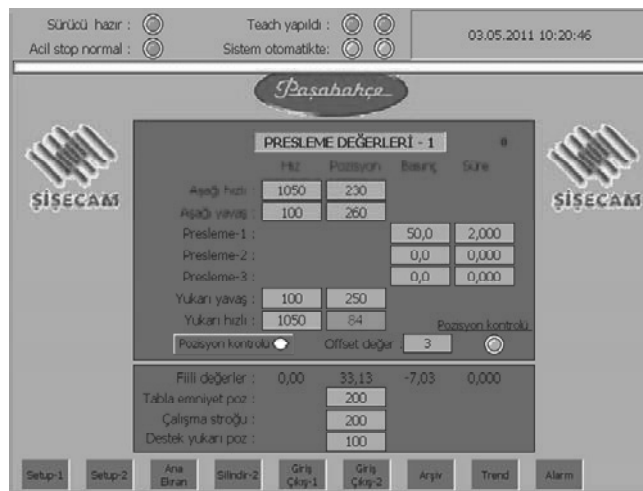 Sürücü hazır :
Teach yapıldı :
03.05.2011 10:20:46
Acil stop normal :
Sistem otomatikte:
Paşabahçe
ŞİŞECAM
ŞİŞECAM
PRESLEME DEĞERLERİ - 1
Hız Pozisyon Basınç Süre
Aşağı hızlı : 1050 230
Aşağı yavaş : 100 260
Presleme-1 : 50,0 2,000
Presleme-2 : 0,0 0,000
Presleme-3 : 0,0 0,000
Yukarı yavaş : 100 250
Yukarı hızlı : 1050 84
Pozisyon kontrolü
Pozisyon kontrolü
Offset değer : 3
Fiili değerler : 0,00 33,13 -7,03 0,000
Tabla emniyet poz : 200
Çalışma stroğu : 200
Destek yukarı poz : 100
Setup-1 Setup-2 Ana Ekran Silindir-2 Giriş Çıkış-1 Giriş Çıkış-2 Arşiv Trend Alarm